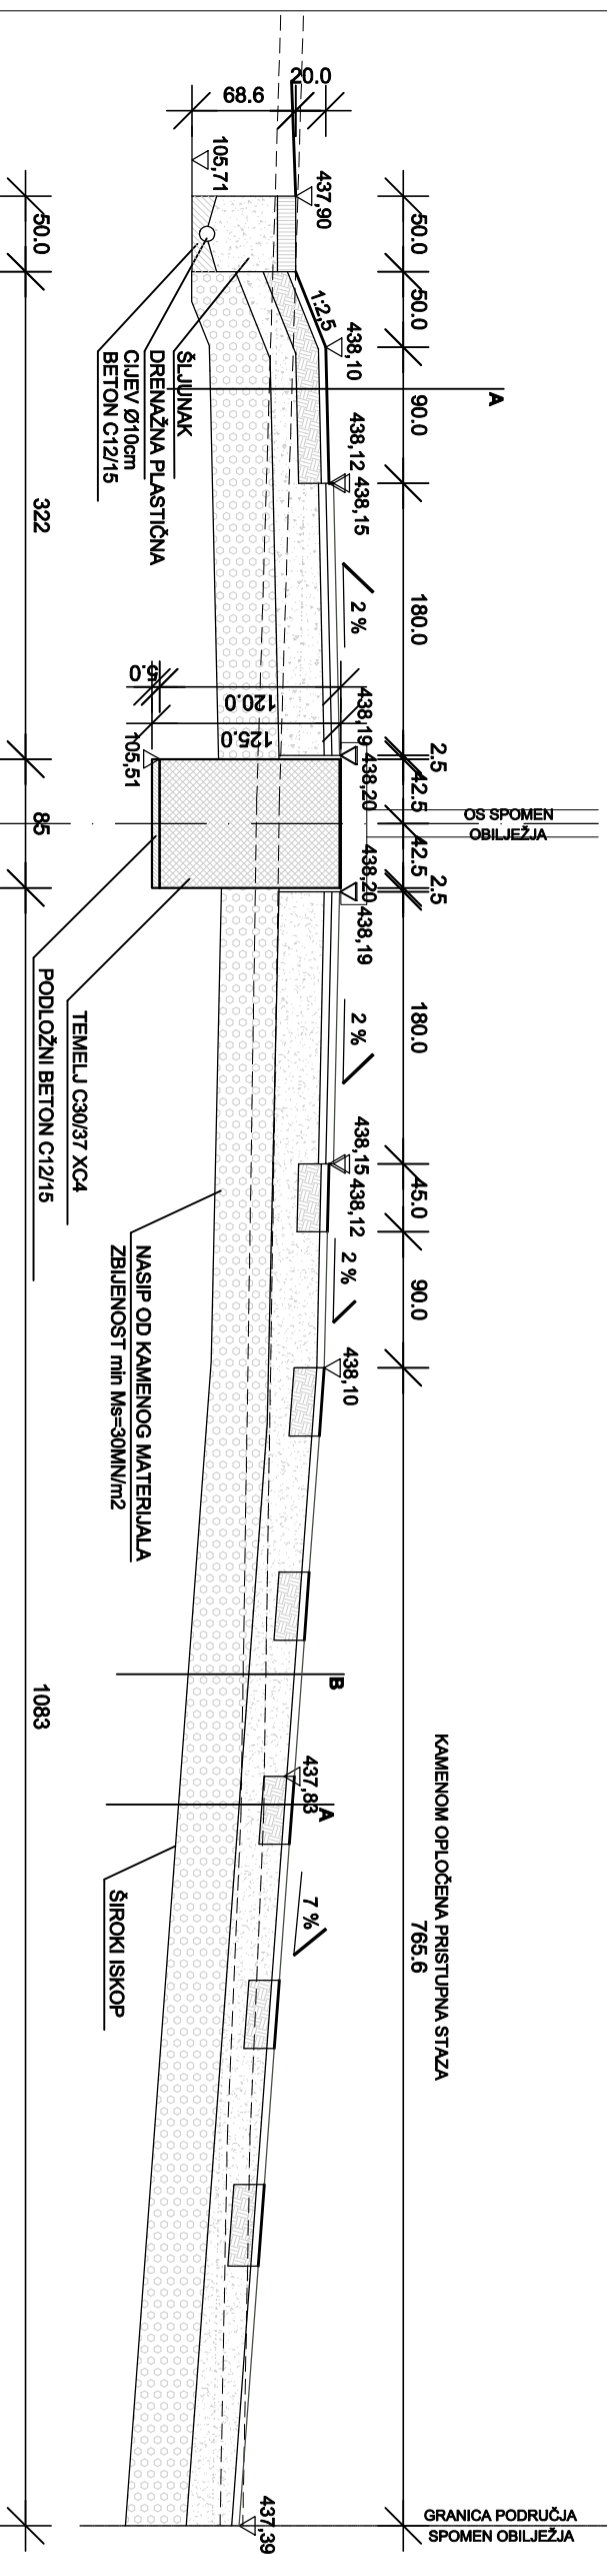 GRANICA PODRUČJA
SPOMEN OBILJEŽJA
KAMENOM OPLOČENA PRISTUPNA STAZA
50.0
50.0
90.0
180.0
2.5
42.5
42.5
2.5
180.0
45.0
90.0
765.6
A
OS SPOMEN
OBILJEŽJA
20.0
68.6
437,90
1:2,5
438,10
438,12
438,15
2 %
438,19
438,20
438,20
438,19
2 %
438,15
438,12
2 %
438,10
B
437,83
A
7 %
437,39
105,71
5.0
120.0
125.0
105,51
ŠLJUNAK
DRENAŽNA PLASTIČNA
CIJEV Ø10cm
BETON C12/15
TEMELJ C30/37 XC4
PODLOŽNI BETON C12/15
NASIP OD KAMENOG MATERIJALA
ZBIJENOST min Ms=30MN/m2
ŠIROKI ISKOP
50.0
322
85
1083